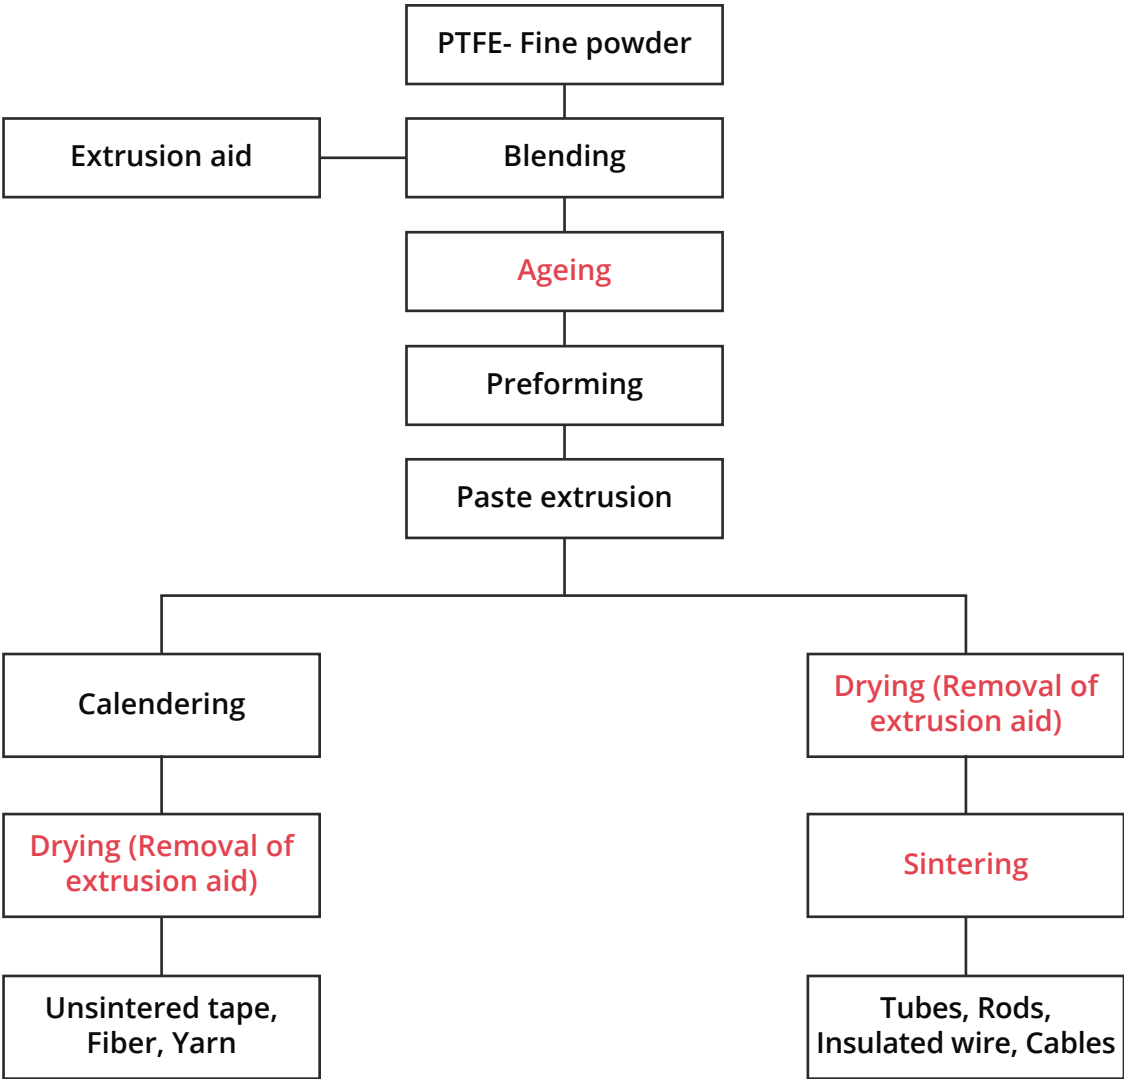 PTFE- Fine powder
Extrusion aid
Blending
Ageing
Preforming
Paste extrusion
Calendering
Drying (Removal of
extrusion aid)
Drying (Removal of
extrusion aid)
Sintering
Unsintered tape,
Fiber, Yarn
Tubes, Rods,
Insulated wire, Cables